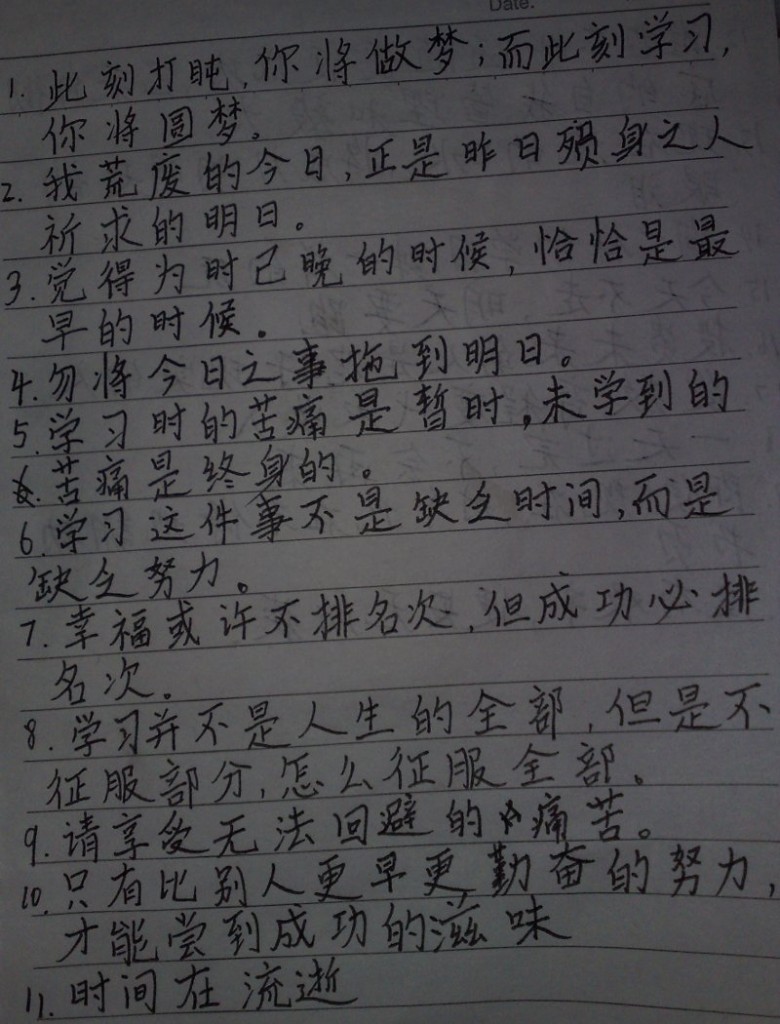 Date:
1. 此刻打盹,你将做梦;而此刻学习,
你将圆梦。
2. 我荒废的今日,正是昨日殒身之人
祈求的明日。
3. 觉得为时已晚的时候,恰恰是最
早的时候。
4. 勿将今日之事拖到明日。
5. 学习时的苦痛是暂时,未学到的
苦痛是终身的。
6. 学习这件事不是缺乏时间,而是
缺乏努力。
7. 幸福或许不排名次,但成功必排
名次。
8. 学习并不是人生的全部,但是不
征服部分,怎么征服全部。
9. 请享受无法回避的痛苦。
10. 只有比别人更早更勤奋的努力,
才能尝到成功的滋味
11. 时间在流逝